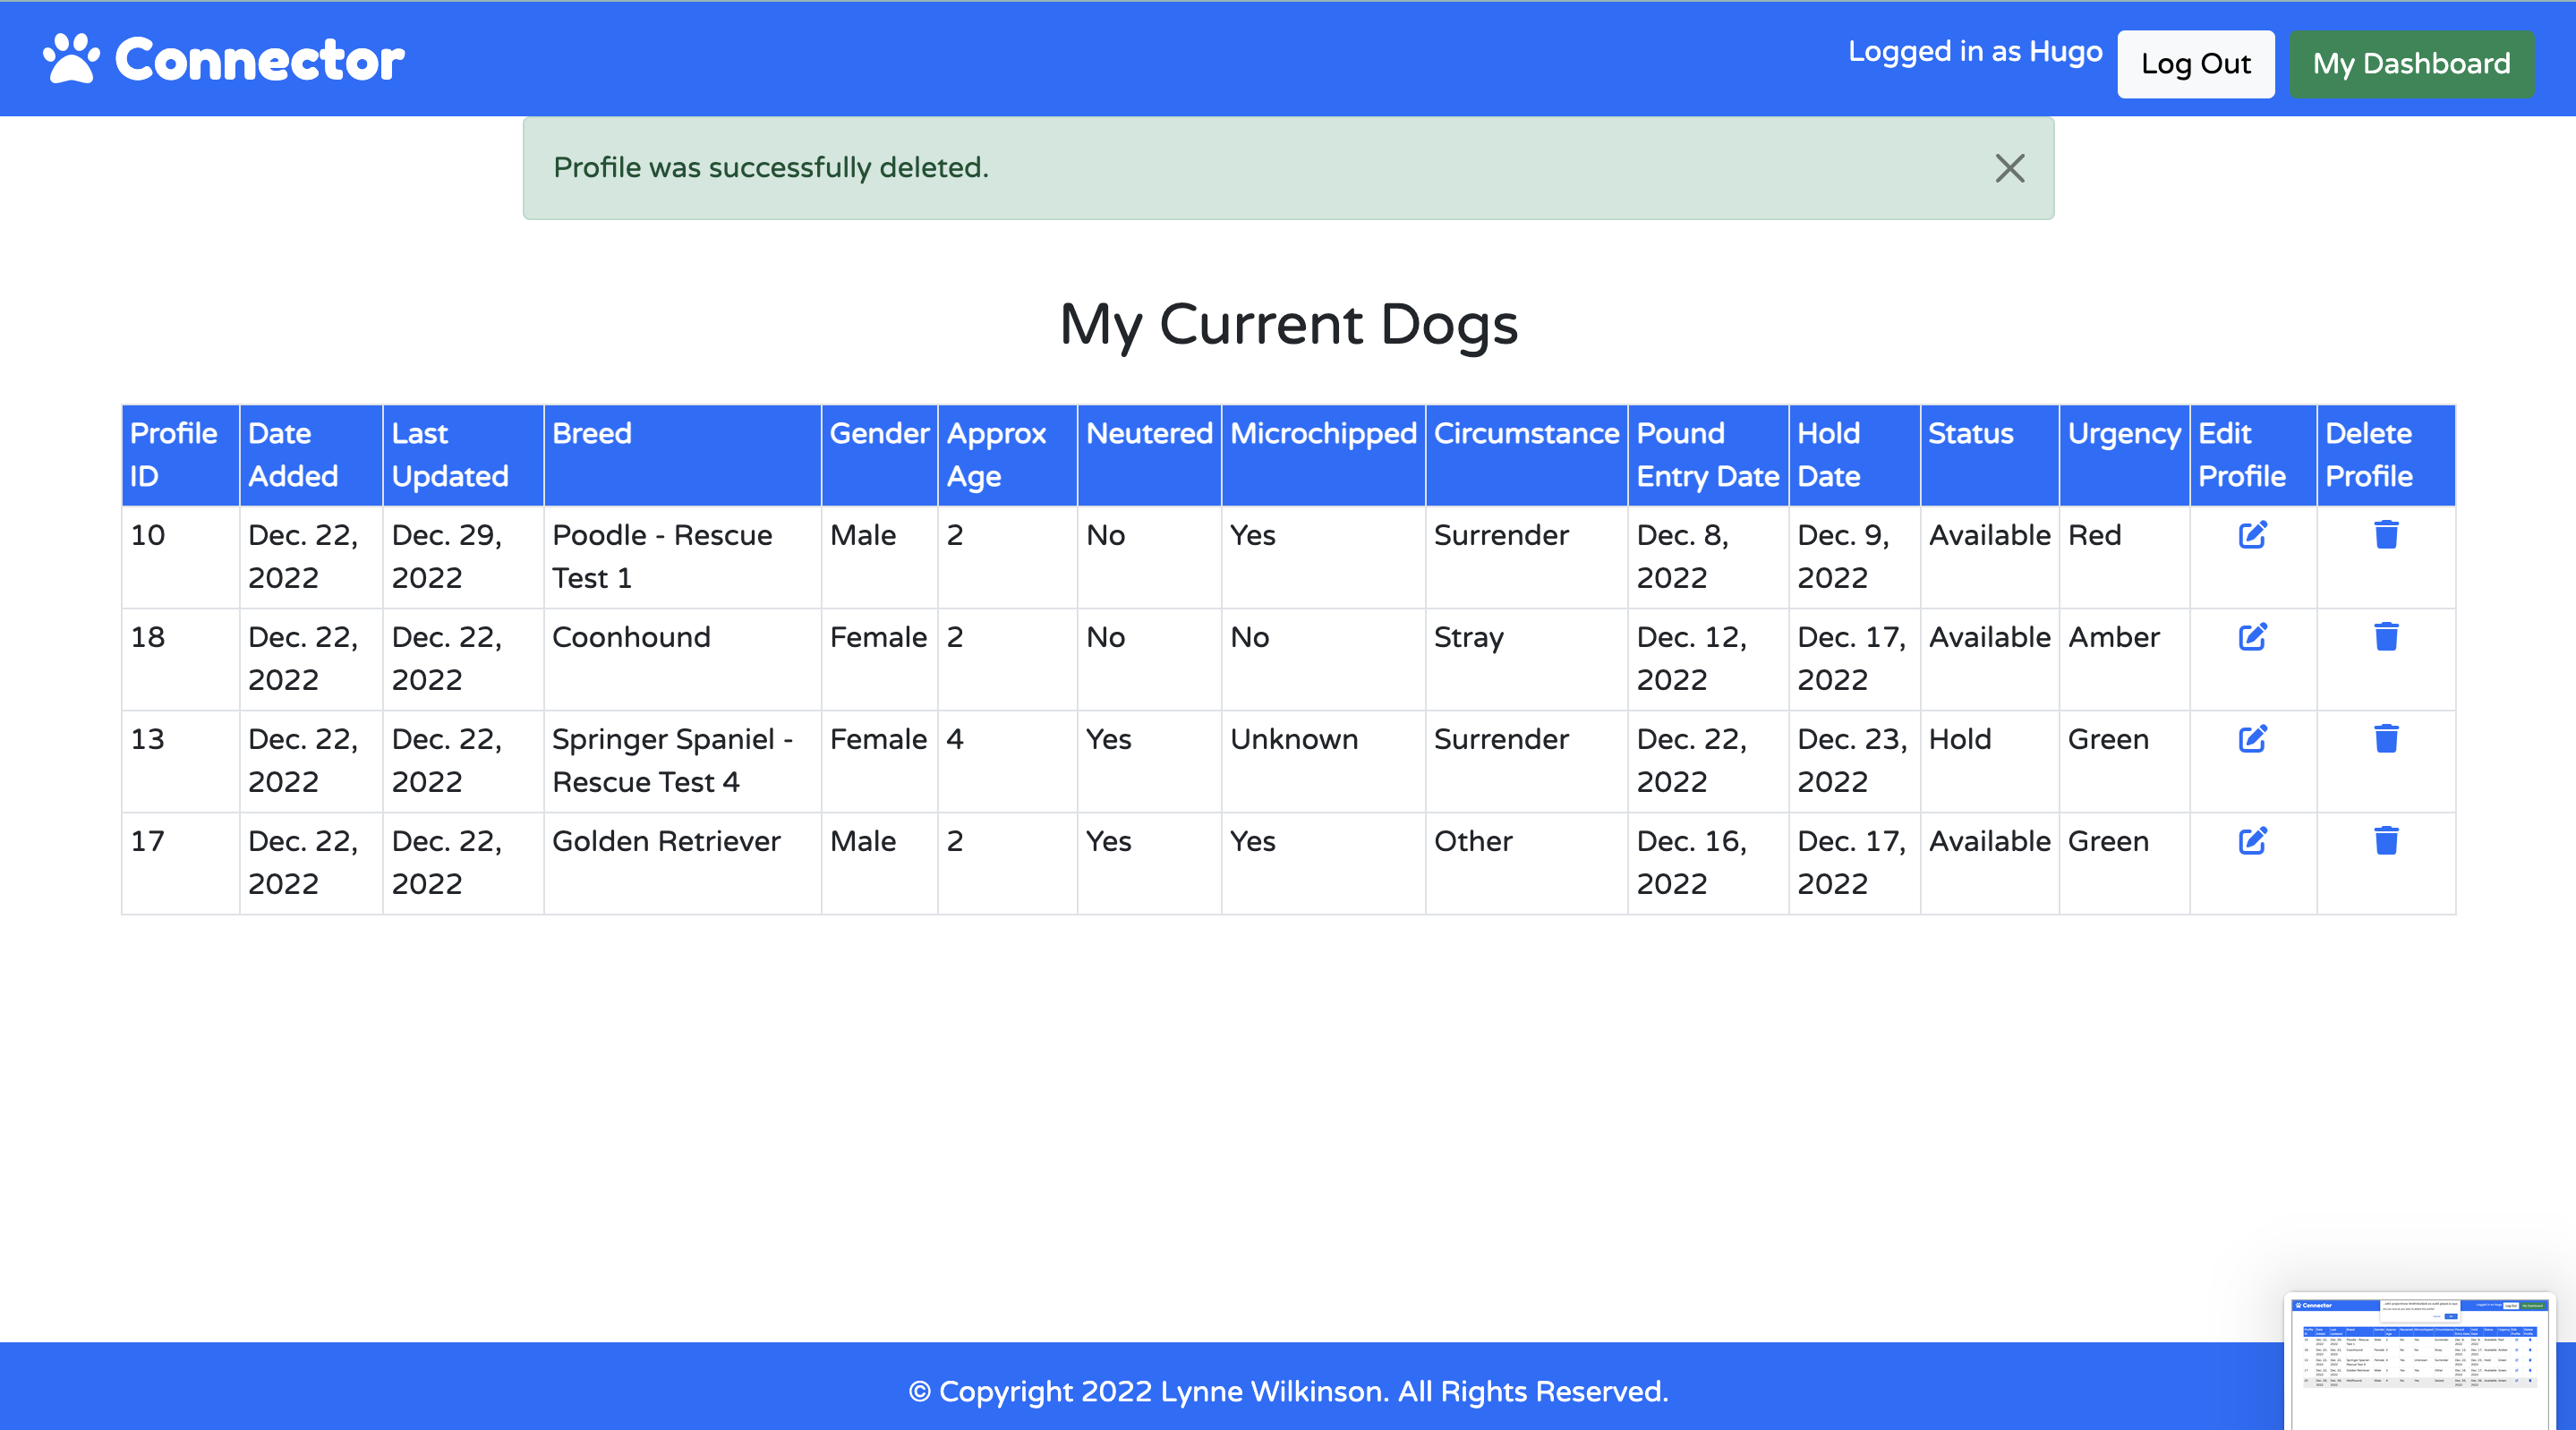 Connector
Logged in as Hugo
Log Out
My Dashboard
Profile was successfully deleted.
My Current Dogs
Profile ID Date Added Last Updated Breed Gender Approx Age Neutered Microchipped Circumstance Pound Entry Date Hold Date Status Urgency Edit Profile Delete Profile
10 Dec. 22, 2022 Dec. 29, 2022 Poodle - Rescue Test 1 Male 2 No Yes Surrender Dec. 8, 2022 Dec. 9, 2022 Available Red
18 Dec. 22, 2022 Dec. 22, 2022 Coonhound Female 2 No No Stray Dec. 12, 2022 Dec. 17, 2022 Available Amber
13 Dec. 22, 2022 Dec. 22, 2022 Springer Spaniel - Rescue Test 4 Female 4 Yes Unknown Surrender Dec. 22, 2022 Dec. 23, 2022 Hold Green
17 Dec. 22, 2022 Dec. 22, 2022 Golden Retriever Male 2 Yes Yes Other Dec. 16, 2022 Dec. 17, 2022 Available Green
© Copyright 2022 Lynne Wilkinson. All Rights Reserved.
Connector